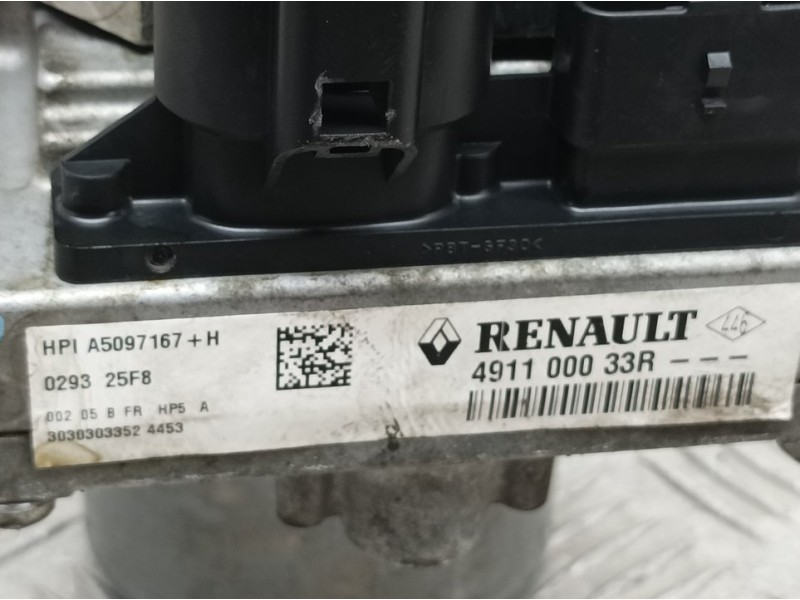 >PBT-GF30<
HPI A5097167+H
0293 25F8
002 05 B FR HP5 A
3030303352 4453
RENAULT 446
4911 000 33R ---